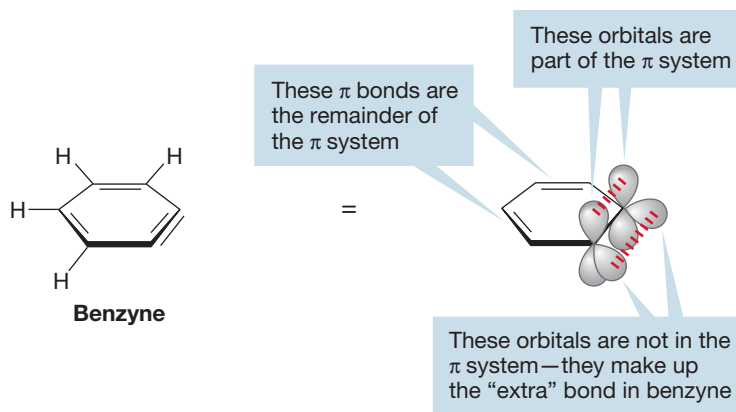 These orbitals are
part of the π system
These π bonds are
the remainder of
the π system
H
H
H
H
=
Benzyne
These orbitals are not in the
π system—they make up
the “extra” bond in benzyne